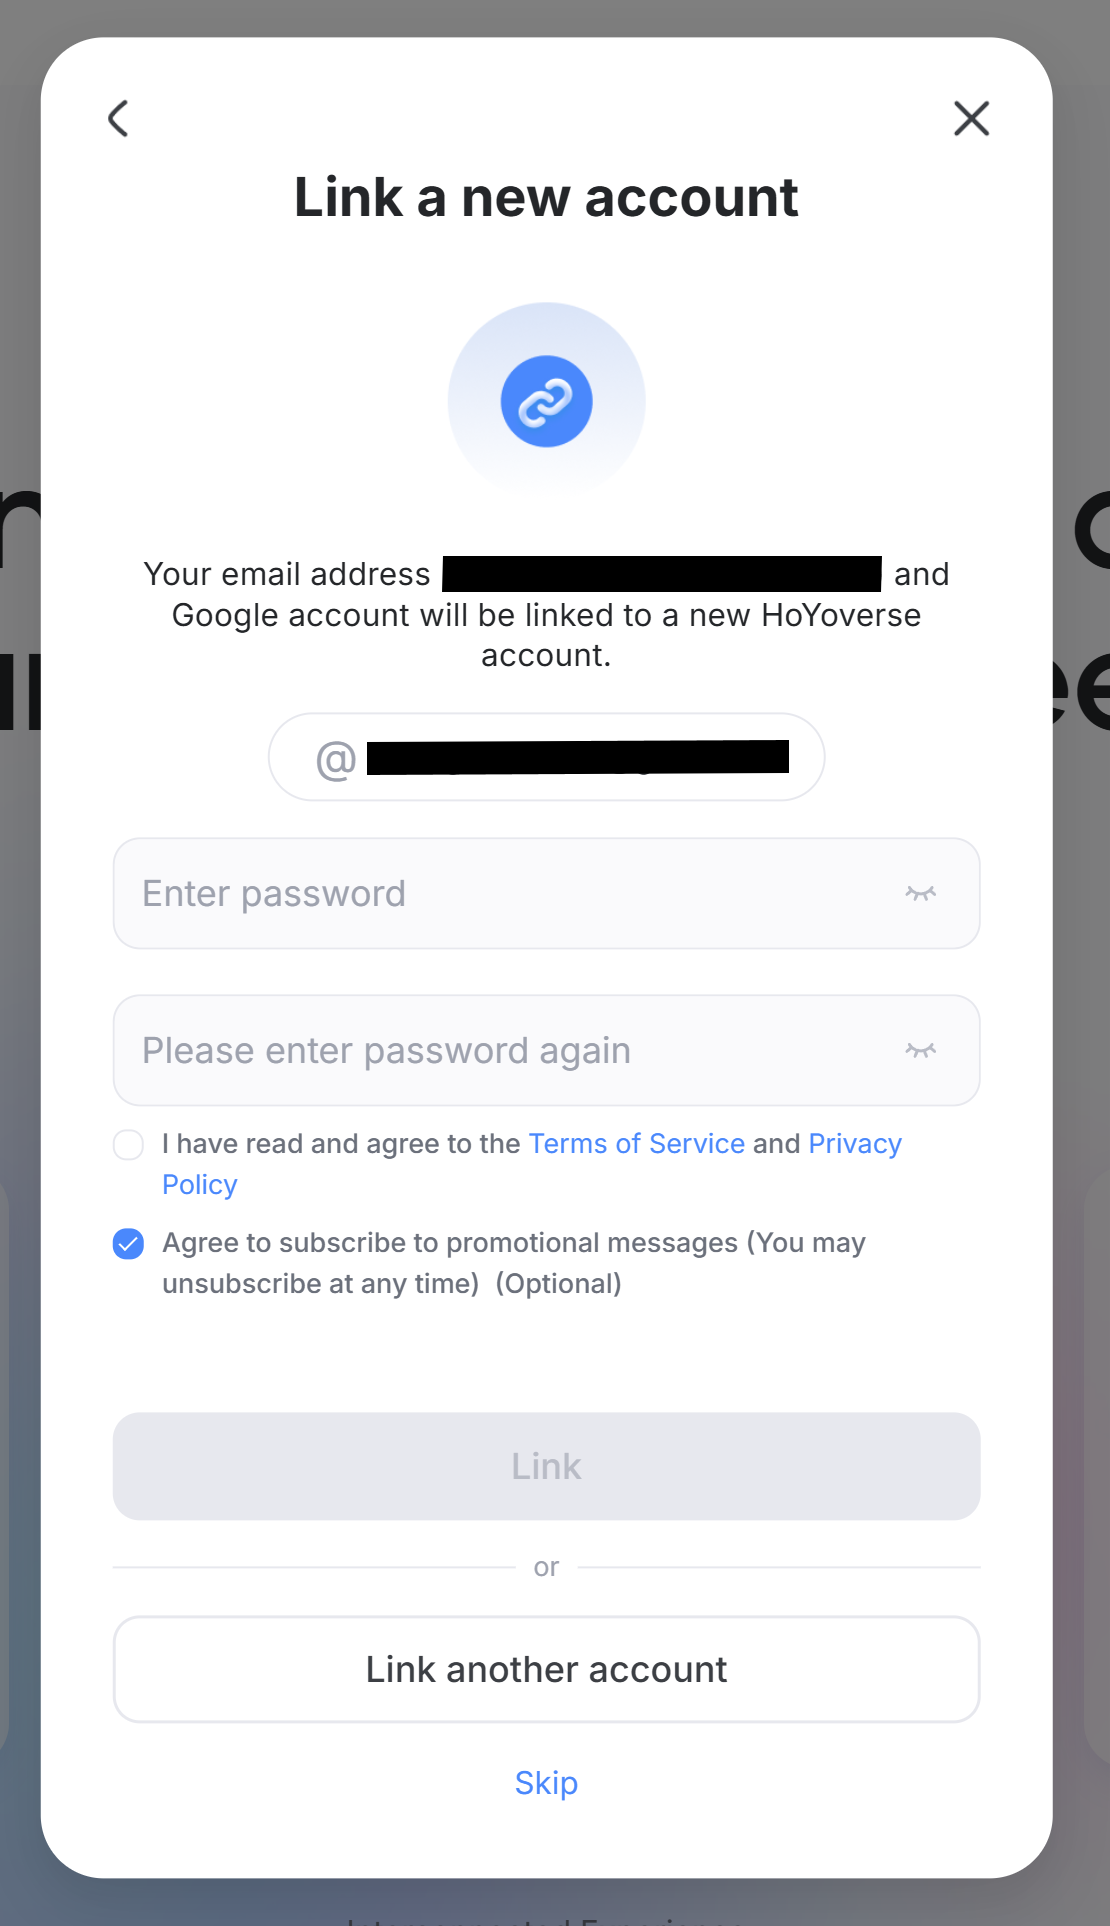 Link a new account
Your email address and
Google account will be linked to a new HoYoverse
account.
@
Enter password
Please enter password again
I have read and agree to the Terms of Service and Privacy
Policy
Agree to subscribe to promotional messages (You may
unsubscribe at any time) (Optional)
Link
or
Link another account
Skip